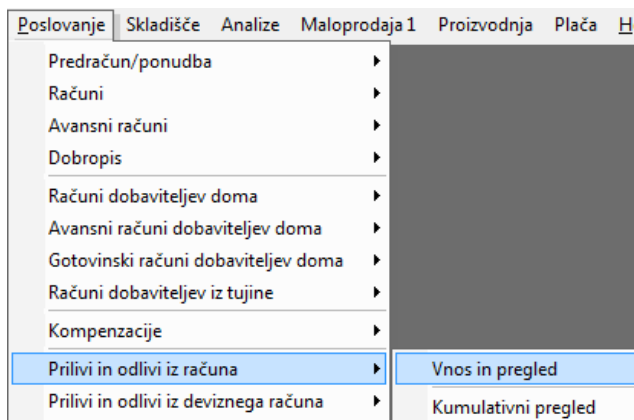 Poslovanje Skladišče Analize Maloprodaja 1 Proizvodnja Plača
Predračun/ponudba
Računi
Avansni računi
Dobropis
Računi dobaviteljev doma
Avansni računi dobaviteljev doma
Gotovinski računi dobaviteljev doma
Računi dobaviteljev iz tujine
Kompenzacije
Prilivi in odlivi iz računa
Vnos in pregled
Prilivi in odlivi iz deviznega računa
Kumulativni pregled